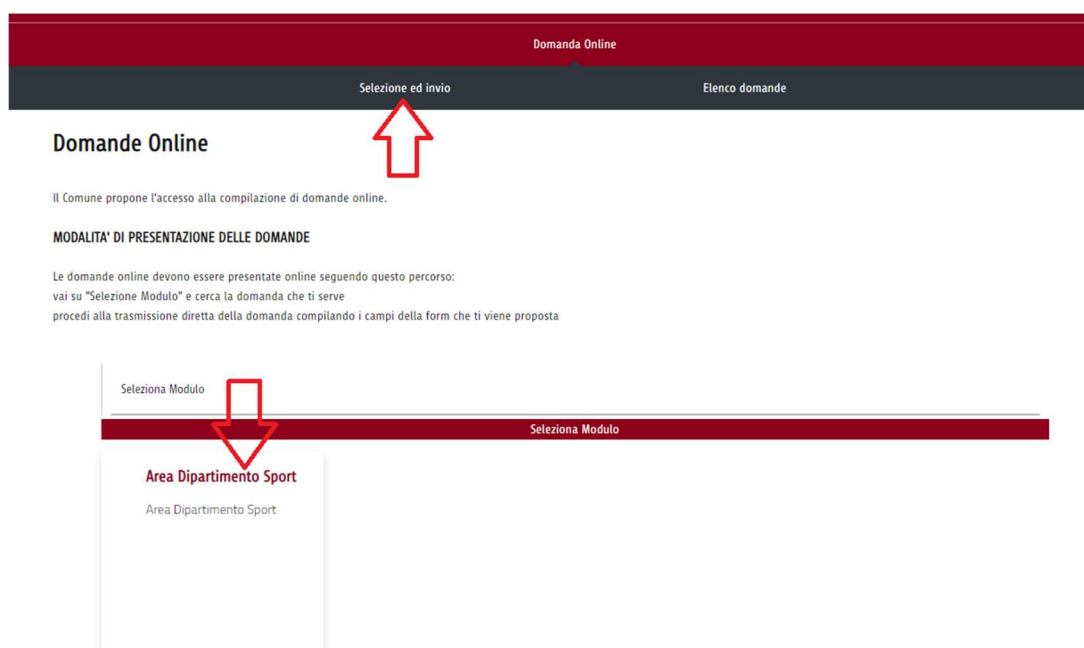 Domanda Online
Selezione ed invio
Elenco domande
Domande Online
Il Comune propone l'accesso alla compilazione di domande online.
MODALITA' DI PRESENTAZIONE DELLE DOMANDE
Le domande online devono essere presentate online seguendo questo percorso:
vai su "Selezione Modulo" e cerca la domanda che ti serve
procedi alla trasmissione diretta della domanda compilando i campi della form che ti viene proposta
Seleziona Modulo
Seleziona Modulo
Area Dipartimento Sport
Area Dipartimento Sport